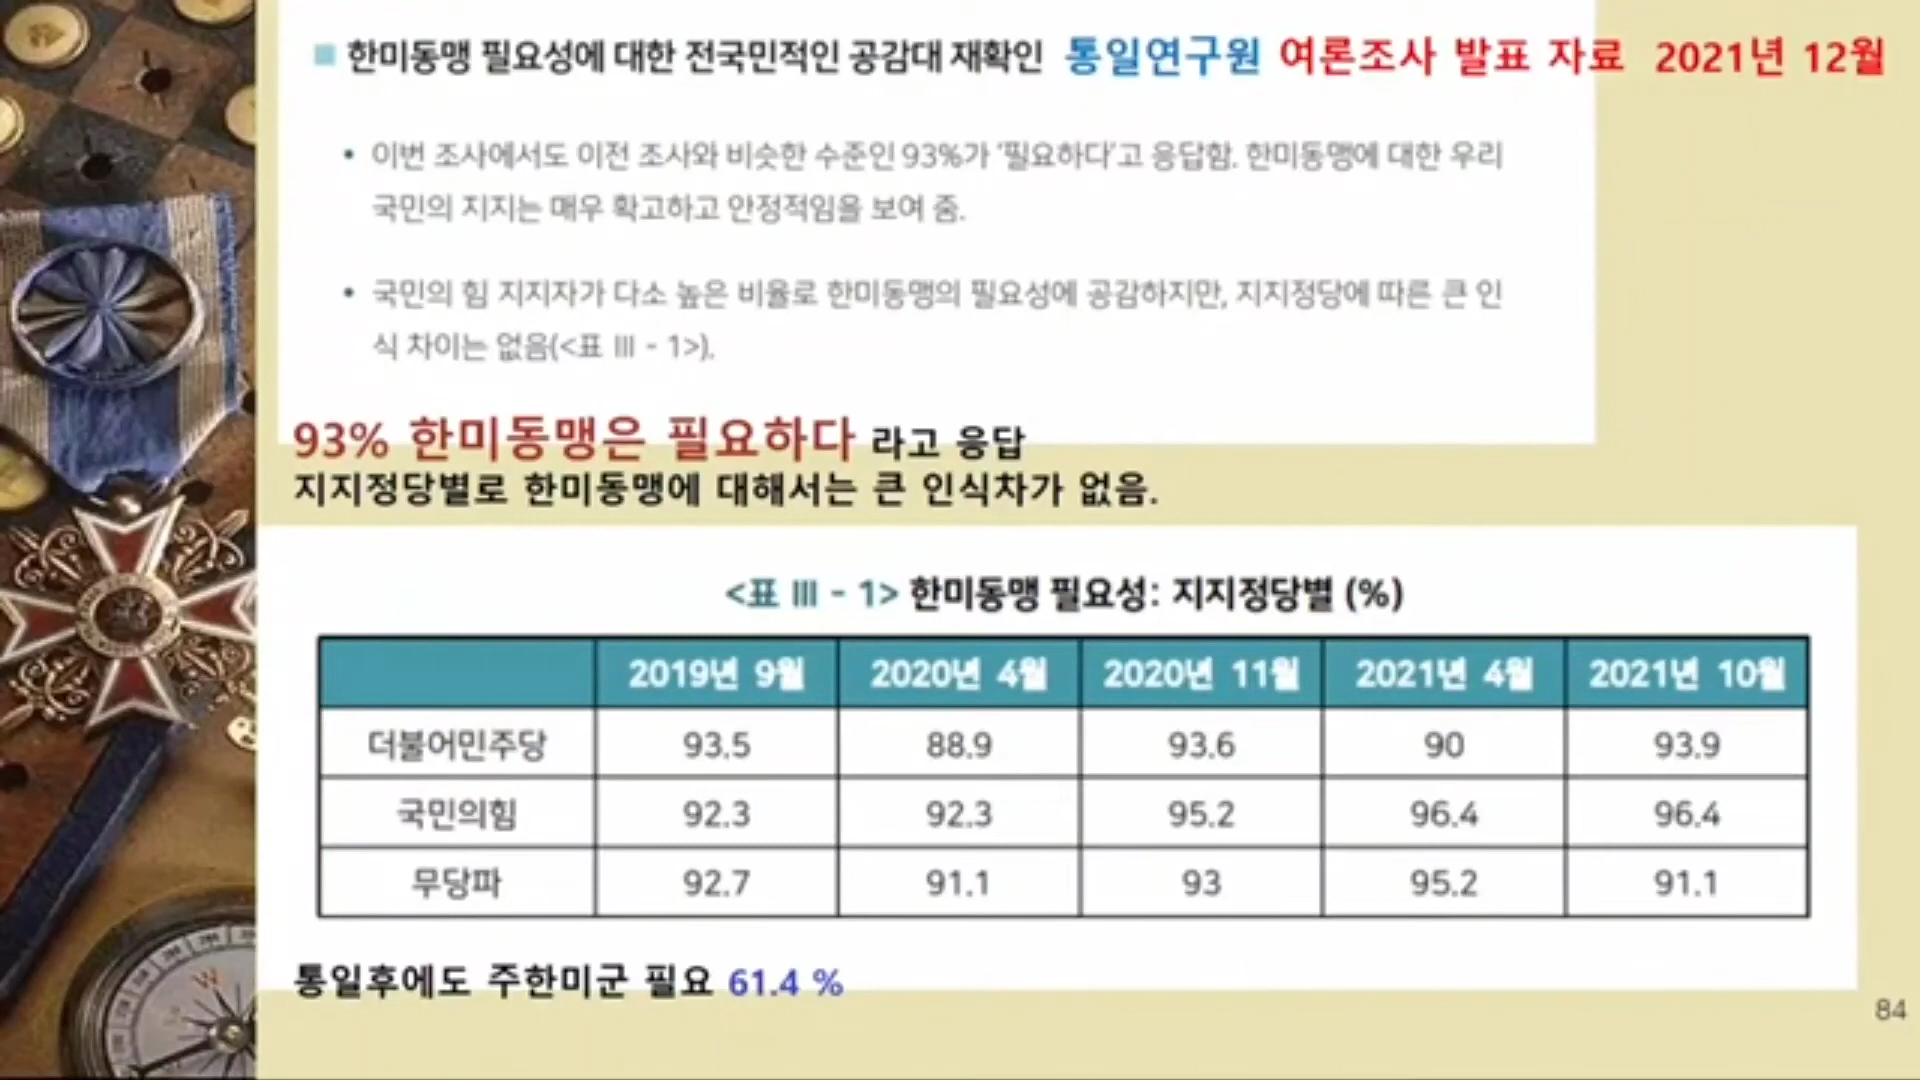 한미동맹 필요성에 대한 전국민적인 공감대 재확인 통일연구원 여론조사 발표 자료 2021년 12월
• 이번 조사에서도 이전 조사와 비슷한 수준인 93%가 '필요하다'고 응답함. 한미동맹에 대한 우리
국민의 지지는 매우 확고하고 안정적임을 보여 줌.
• 국민의 힘 지지자가 다소 높은 비율로 한미동맹의 필요성에 공감하지만, 지지정당에 따른 큰 인
식 차이는 없음(<표 Ⅲ - 1>).
93% 한미동맹은 필요하다 라고 응답
지지정당별로 한미동맹에 대해서는 큰 인식차가 없음.
<표 Ⅲ - 1> 한미동맹 필요성: 지지정당별 (%)
2019년 9월 2020년 4월 2020년 11월 2021년 4월 2021년 10월
더불어민주당 93.5 88.9 93.6 90 93.9
국민의힘 92.3 92.3 95.2 96.4 96.4
무당파 92.7 91.1 93 95.2 91.1
통일후에도 주한미군 필요 61.4 %
84